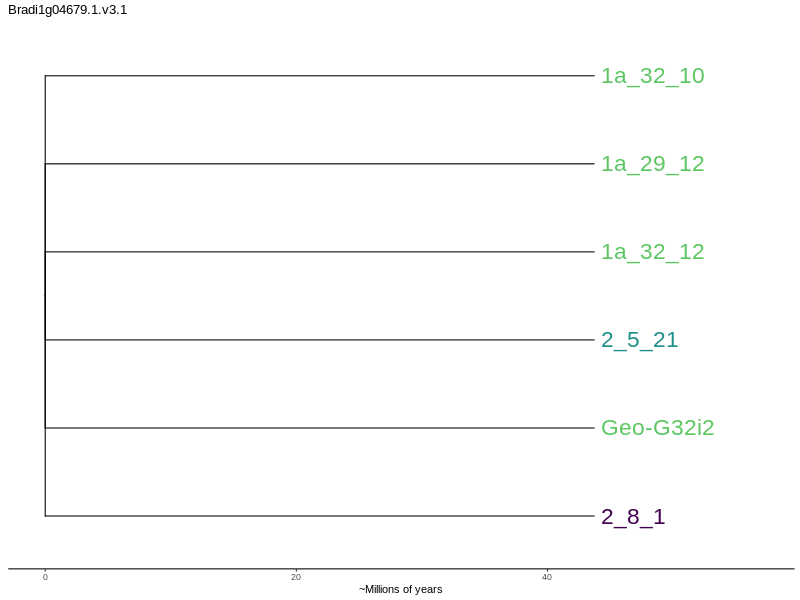 Bradi1g04679.1.v3.1
1a_32_10
1a_29_12
1a_32_12
2_5_21
Geo-G32i2
2_8_1
0 20 40
~Millions of years